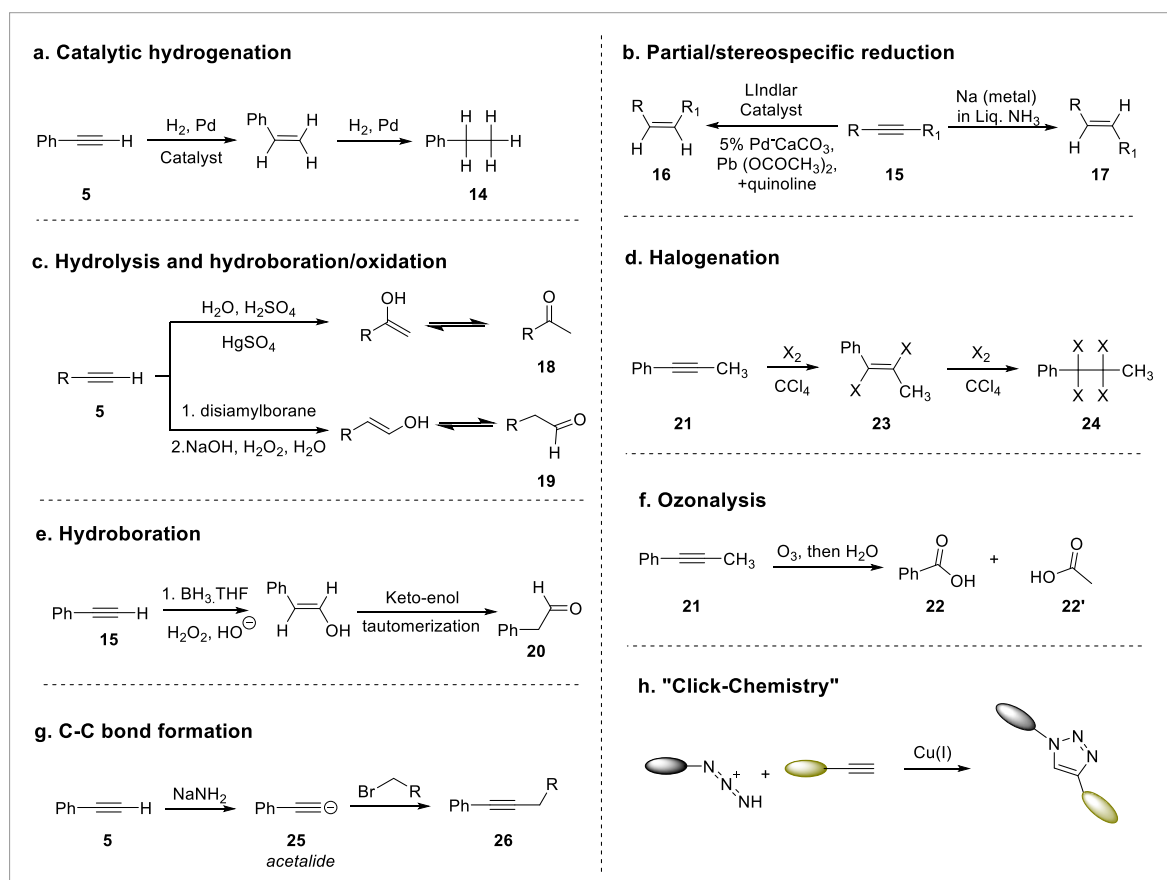 a. Catalytic hydrogenation
Ph H
5
H2, Pd
Catalyst
Ph H
H H
H2, Pd
H H
Ph H
H H
14
b. Partial/stereospecific reduction
R R1
H H
16
LIndlar
Catalyst
5% Pd-CaCO3,
Pb (OCOCH3)2,
+quinoline
R R1
15
Na (metal)
in Liq. NH3
R H
H R1
17
c. Hydrolysis and hydroboration/oxidation
R H
5
H2O, H2SO4
HgSO4
OH
R
O
R
18
1. disiamylborane
2.NaOH, H2O2, H2O
R OH
R O
H
19
d. Halogenation
Ph CH3
21
X2
CCl4
Ph X
X CH3
23
X2
CCl4
X X
Ph CH3
X X
24
e. Hydroboration
Ph H
15
1. BH3.THF
H2O2, HO⊖
Ph H
H OH
Keto-enol
tautomerization
H O
Ph
20
f. Ozonalysis
Ph CH3
21
O3, then H2O
O
Ph OH
22
+
O
HO
22'
g. C-C bond formation
Ph H
5
NaNH2
Ph ⊖
25
acetalide
Br R
Ph R
26
h. "Click-Chemistry"
N
N+
NH
+
Cu(I)
N N
N